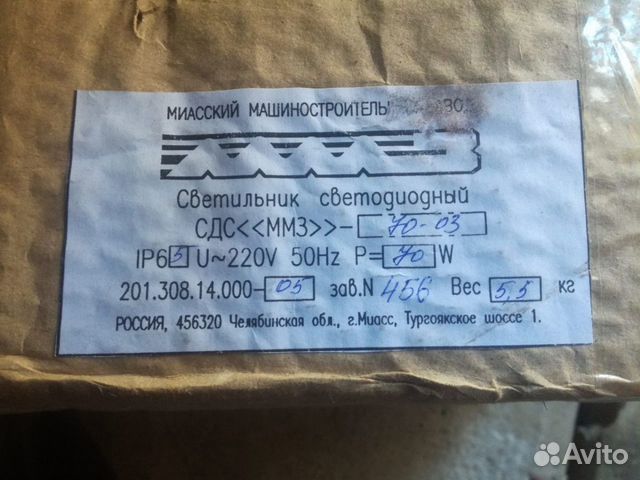 МИАССКИЙ МАШИНОСТРОИТЕЛЬ
Светильник светодиодный
СДС<<ММЗ>>-70-03
IP65 U~220V 50Hz P=70W
201.308.14.000-05 зав.N 456 Вес 5,5 кг
РОССИЯ, 456320 Челябинская обл., г.Миасс, Тургоякское шоссе 1.
Avito